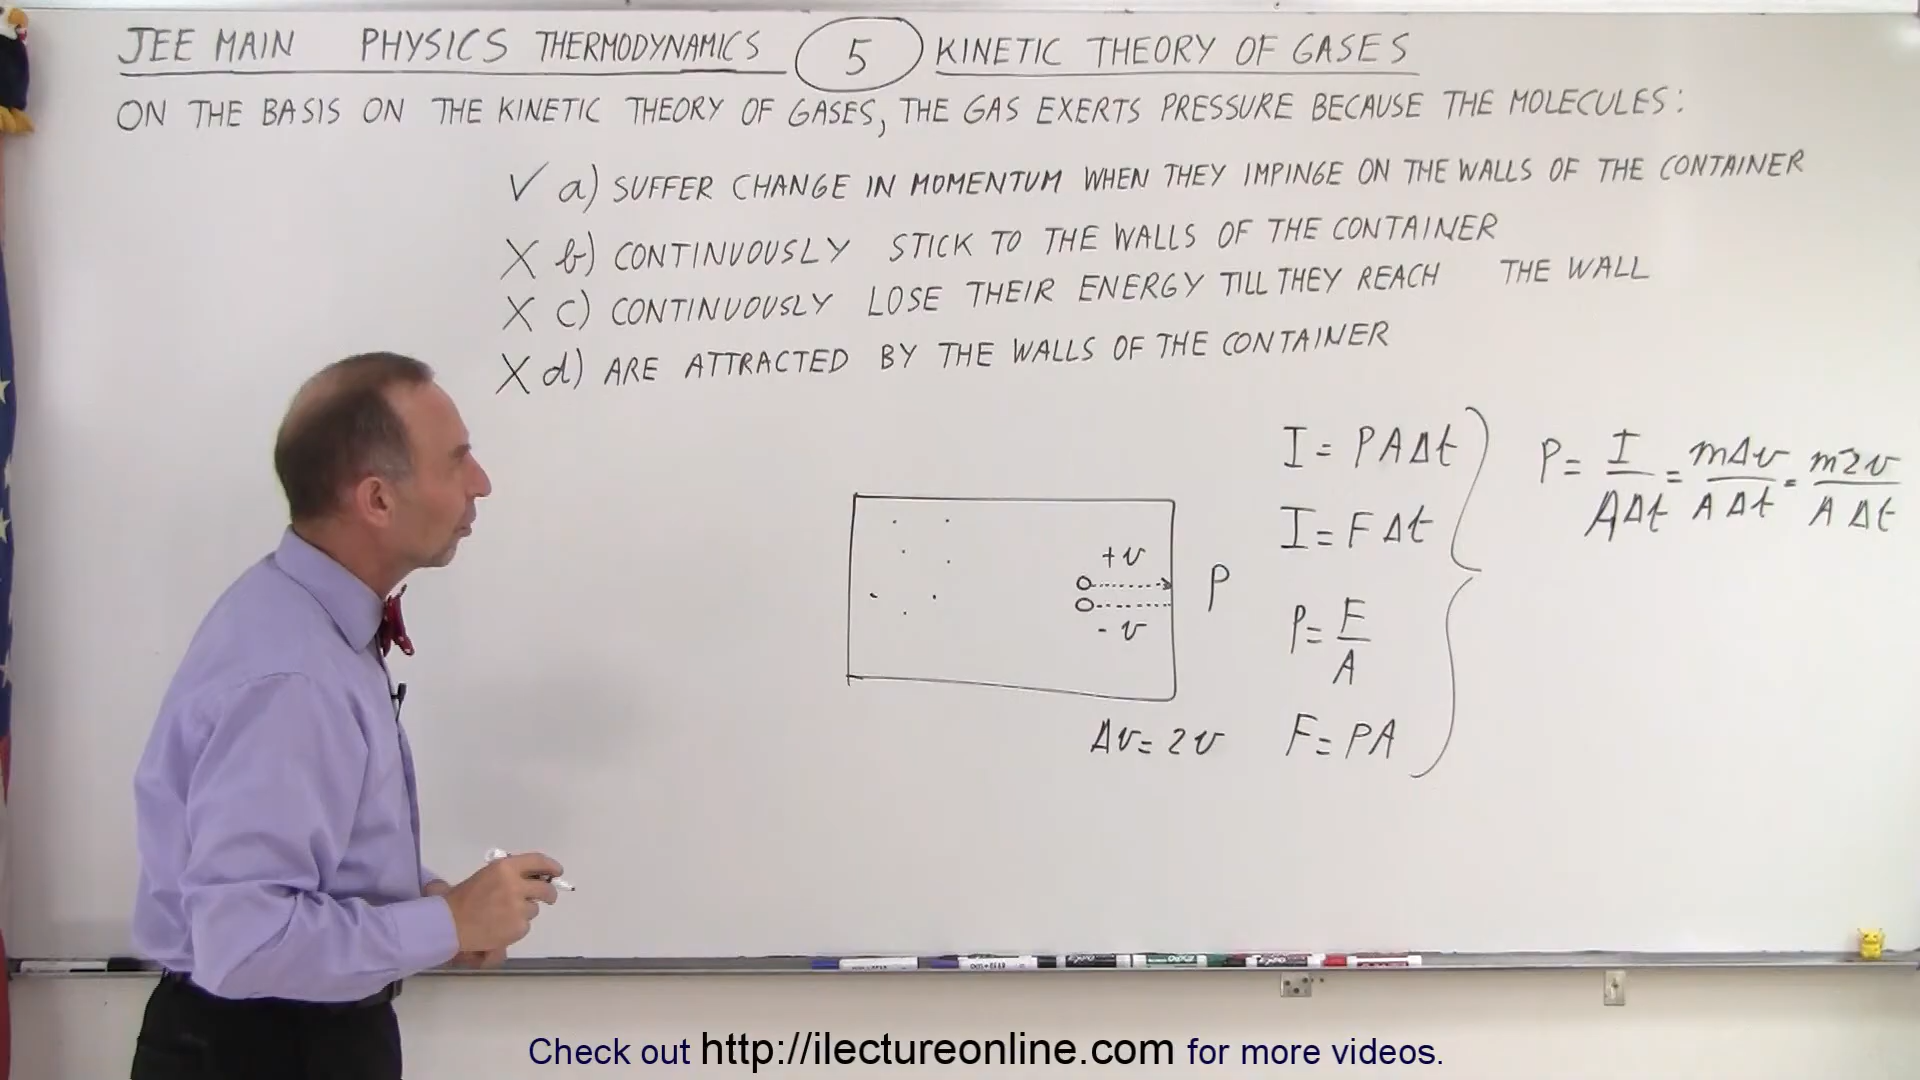 JEE MAIN PHYSICS THERMODYNAMICS 5 KINETIC THEORY OF GASES
ON THE BASIS ON THE KINETIC THEORY OF GASES, THE GAS EXERTS PRESSURE BECAUSE THE MOLECULES:
✓ a) SUFFER CHANGE IN MOMENTUM WHEN THEY IMPINGE ON THE WALLS OF THE CONTAINER
X b) CONTINUOUSLY STICK TO THE WALLS OF THE CONTAINER
X c) CONTINUOUSLY LOSE THEIR ENERGY TILL THEY REACH THE WALL
X d) ARE ATTRACTED BY THE WALLS OF THE CONTAINER
+v
-v
P
Δv = 2v
I = PAΔt
I = FΔt
P = F/A
F = PA
P = I/AΔt = mΔv/AΔt = m2v/AΔt
Check out http://ilectureonline.com for more videos.